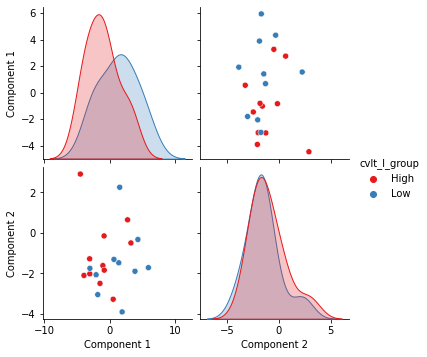 6
4
2
0
−2
−4
Component 1
cvlt_l_group
High
Low
2
0
−2
−4
Component 2
−10 0 10
Component 1
−5 0 5
Component 2